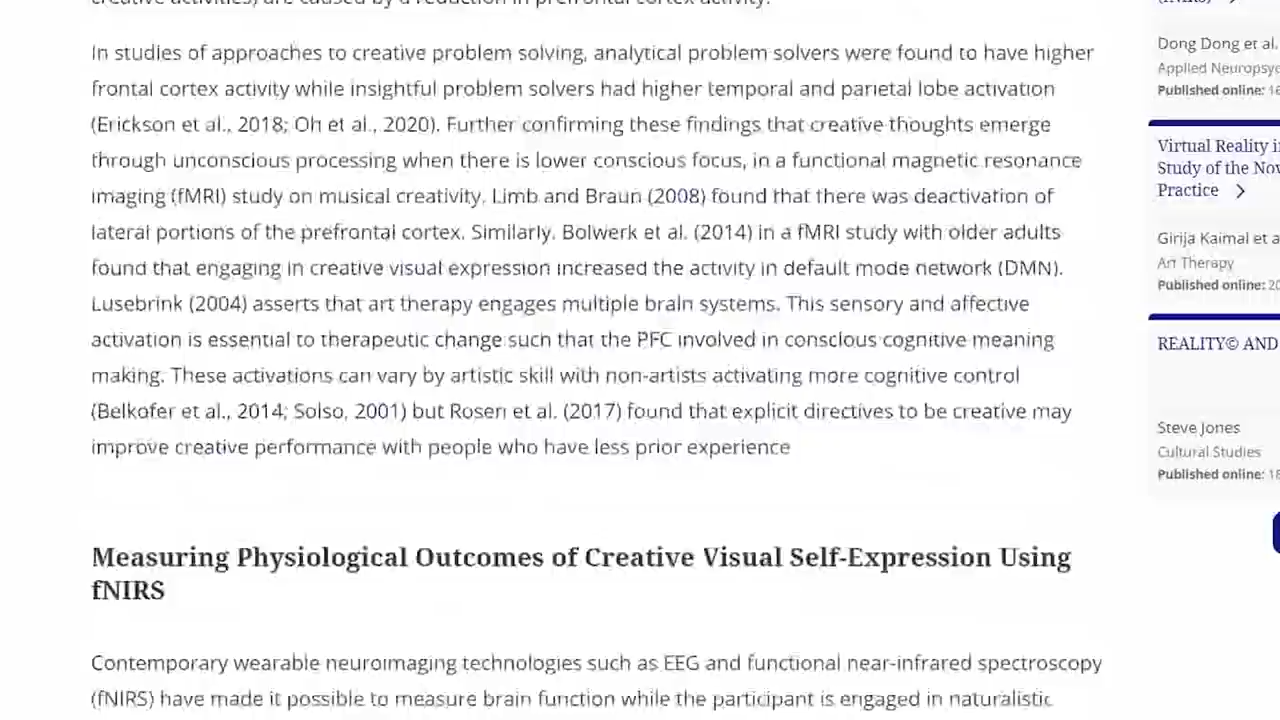 In studies of approaches to creative problem solving, analytical problem solvers were found to have higher
frontal cortex activity while insightful problem solvers had higher temporal and parietal lobe activation
(Erickson et al., 2018; Oh et al., 2020). Further confirming these findings that creative thoughts emerge
through unconscious processing when there is lower conscious focus, in a functional magnetic resonance
imaging (fMRI) study on musical creativity. Limb and Braun (2008) found that there was deactivation of
lateral portions of the prefrontal cortex. Similarly. Bolwerk et al. (2014) in a fMRI study with older adults
found that engaging in creative visual expression increased the activity in default mode network (DMN).
Lusebrink (2004) asserts that art therapy engages multiple brain systems. This sensory and affective
activation is essential to therapeutic change such that the PFC involved in conscious cognitive meaning
making. These activations can vary by artistic skill with non-artists activating more cognitive control
(Belkofer et al., 2014; Solso, 2001) but Rosen et al. (2017) found that explicit directives to be creative may
improve creative performance with people who have less prior experience
Measuring Physiological Outcomes of Creative Visual Self-Expression Using
fNIRS
Contemporary wearable neuroimaging technologies such as EEG and functional near-infrared spectroscopy
(fNIRS) have made it possible to measure brain function while the participant is engaged in naturalistic
Dong Dong et al.
Applied Neuropsyc
Published online: 16
Virtual Reality i
Study of the Nov
Practice >
Girija Kaimal et a
Art Therapy
Published online: 20
REALITY© AND
Steve Jones
Cultural Studies
Published online: 18